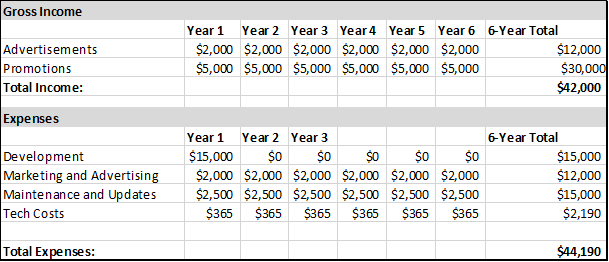 Gross Income
Year 1 Year 2 Year 3 Year 4 Year 5 Year 6 6-Year Total
Advertisements $2,000 $2,000 $2,000 $2,000 $2,000 $2,000 $12,000
Promotions $5,000 $5,000 $5,000 $5,000 $5,000 $5,000 $30,000
Total Income: $42,000
Expenses
Year 1 Year 2 Year 3 6-Year Total
Development $15,000 $0 $0 $0 $0 $0 $15,000
Marketing and Advertising $2,000 $2,000 $2,000 $2,000 $2,000 $2,000 $12,000
Maintenance and Updates $2,500 $2,500 $2,500 $2,500 $2,500 $2,500 $15,000
Tech Costs $365 $365 $365 $365 $365 $365 $2,190
Total Expenses: $44,190